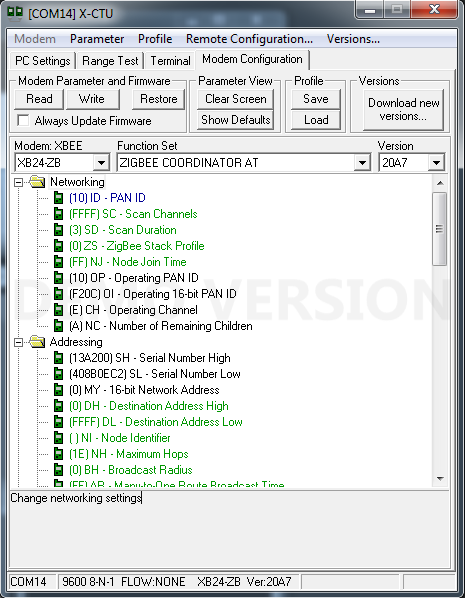 [COM14] X-CTU
Modem Parameter Profile Remote Configuration... Versions...
PC Settings Range Test Terminal Modem Configuration
Modem Parameter and Firmware Parameter View Profile Versions
Read Write Restore Clear Screen Save Download new
versions...
Always Update Firmware Show Defaults Load
Modem: XBEE Function Set Version
XB24-ZB ZIGBEE COORDINATOR AT 20A7
Networking
(10) ID - PAN ID
(FFFF) SC - Scan Channels
(3) SD - Scan Duration
(0) ZS - ZigBee Stack Profile
(FF) NJ - Node Join Time
(10) OP - Operating PAN ID
(F20C) OI - Operating 16-bit PAN ID
(E) CH - Operating Channel
(A) NC - Number of Remaining Children
Addressing
(13A200) SH - Serial Number High
(408B0EC2) SL - Serial Number Low
(0) MY - 16-bit Network Address
(0) DH - Destination Address High
(FFFF) DL - Destination Address Low
( ) NI - Node Identifier
(1E) NH - Maximum Hops
(0) BH - Broadcast Radius
(FF) AR - Many-to-One Route Broadcast Time
Change networking settings
COM14 9600 8-N-1 FLOW:NONE XB24-ZB Ver:20A7